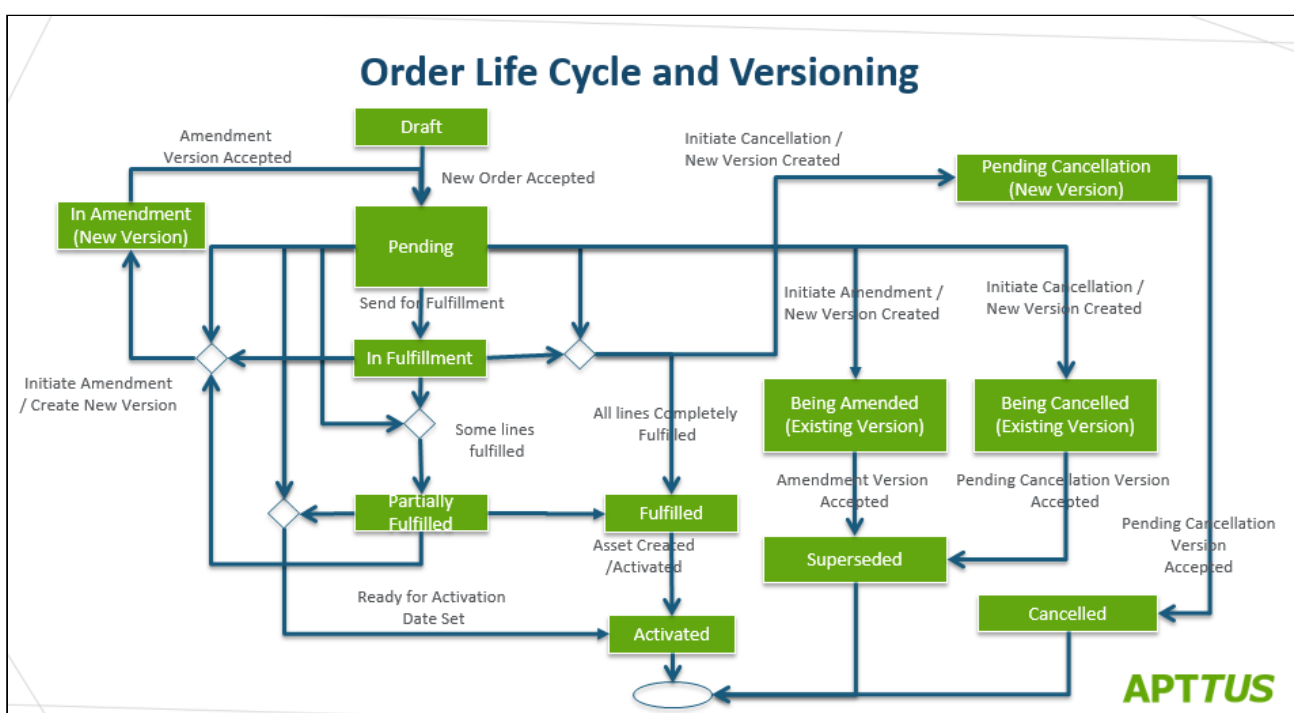 Order Life Cycle and Versioning
Draft
Amendment
Version Accepted
New Order Accepted
Initiate Cancellation /
New Version Created
Pending Cancellation
(New Version)
In Amendment
(New Version)
Pending
Send for Fulfillment
Initiate Amendment /
New Version Created
Initiate Cancellation /
New Version Created
In Fulfillment
Initiate Amendment
/ Create New Version
Some lines
fulfilled
All lines Completely
Fulfilled
Being Amended
(Existing Version)
Being Cancelled
(Existing Version)
Amendment Version
Accepted
Pending Cancellation Version
Accepted
Partially
Fulfilled
Fulfilled
Asset Created
/Activated
Pending Cancellation
Version
Accepted
Superseded
Ready for Activation
Date Set
Activated
Cancelled
APTTUS